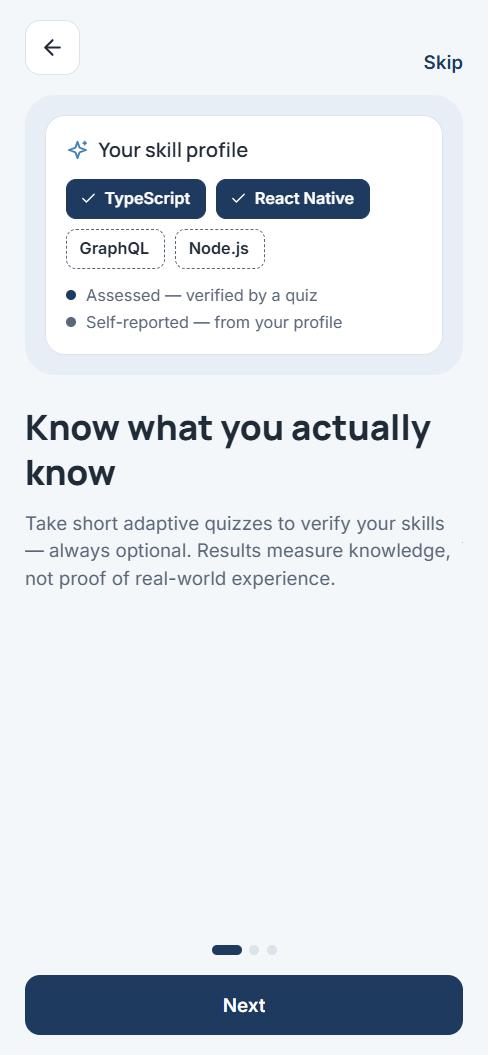 Skip
Your skill profile
TypeScript
React Native
GraphQL
Node.js
Assessed — verified by a quiz
Self-reported — from your profile
Know what you actually
know
Take short adaptive quizzes to verify your skills
— always optional. Results measure knowledge,
not proof of real-world experience.
Next